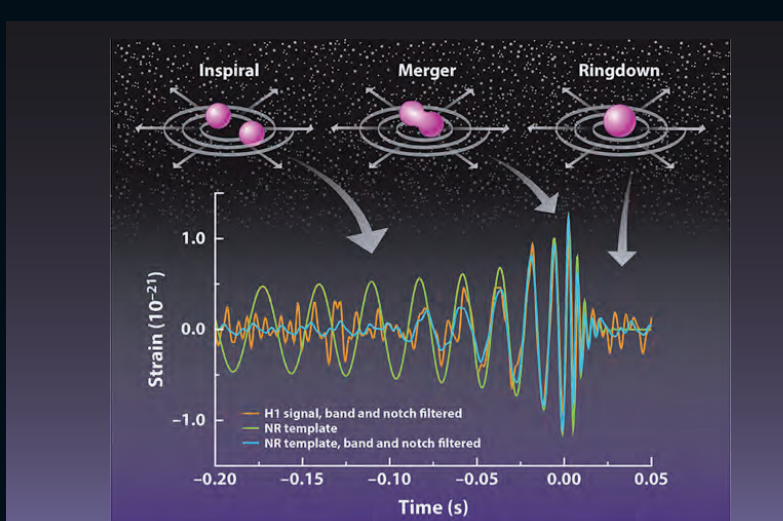 Inspiral Merger Ringdown
1.0
0.0
−1.0
Strain (10⁻²¹)
H1 signal, band and notch filtered
NR template
NR template, band and notch filtered
−0.20 −0.15 −0.10 −0.05 0.00 0.05
Time (s)